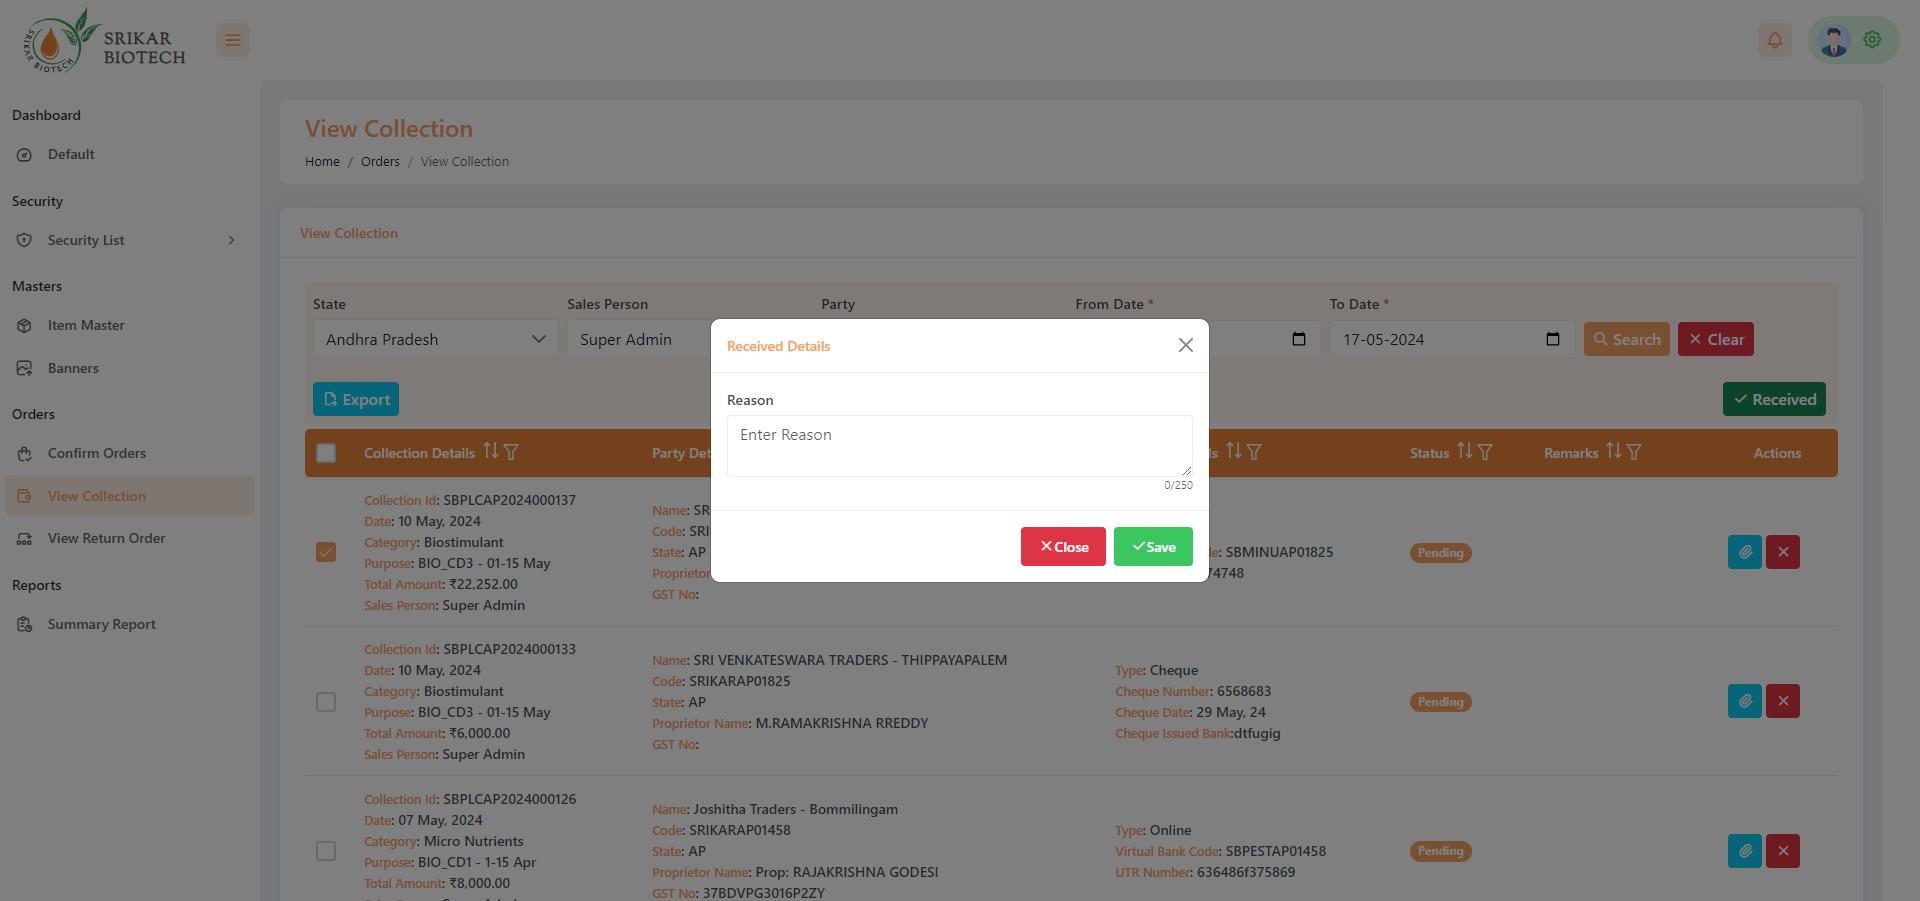 SRIKAR BIOTECH
SRIKAR
BIOTECH
Dashboard
Default
Security
Security List
Masters
Item Master
Banners
Orders
Confirm Orders
View Collection
View Return Order
Reports
Summary Report
View Collection
Home / Orders / View Collection
View Collection
State
Sales Person
Party
From Date *
To Date *
Andhra Pradesh
Super Admin
17-05-2024
Search
Clear
Export
Received
Received Details
Reason
Enter Reason
0/250
Close
Save
Collection Details
Party Det
ls
Status
Remarks
Actions
Collection Id: SBPLCAP2024000137
Date: 10 May, 2024
Category: Biostimulant
Purpose: BIO_CD3 - 01-15 May
Total Amount: ₹22,252.00
Sales Person: Super Admin
Name: SR
Code: SRI
State: AP
Proprietor
GST No:
e: SBMINUAP01825
74748
Pending
Collection Id: SBPLCAP2024000133
Date: 10 May, 2024
Category: Biostimulant
Purpose: BIO_CD3 - 01-15 May
Total Amount: ₹6,000.00
Sales Person: Super Admin
Name: SRI VENKATESWARA TRADERS - THIPPAYAPALEM
Code: SRIKARAP01825
State: AP
Proprietor Name: M.RAMAKRISHNA RREDDY
GST No:
Type: Cheque
Cheque Number: 6568683
Cheque Date: 29 May, 24
Cheque Issued Bank:dtfugig
Pending
Collection Id: SBPLCAP2024000126
Date: 07 May, 2024
Category: Micro Nutrients
Purpose: BIO_CD1 - 1-15 Apr
Total Amount: ₹8,000.00
Name: Joshitha Traders - Bommilingam
Code: SRIKARAP01458
State: AP
Proprietor Name: Prop: RAJAKRISHNA GODESI
GST No: 37BDVPG3016P2ZY
Type: Online
Virtual Bank Code: SBPESTAP01458
UTR Number: 636486f375869
Pending